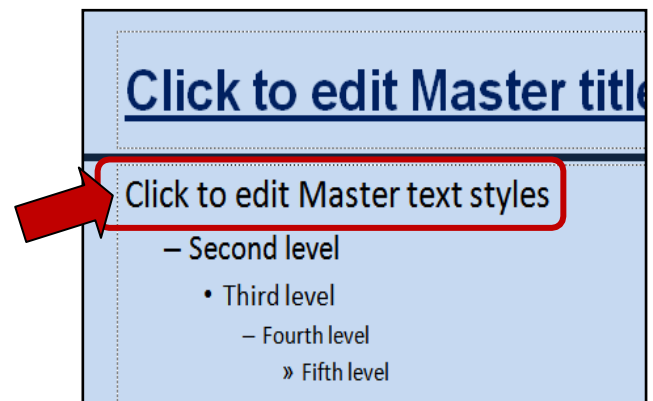 Click to edit Master title
Click to edit Master text styles
– Second level
• Third level
– Fourth level
» Fifth level